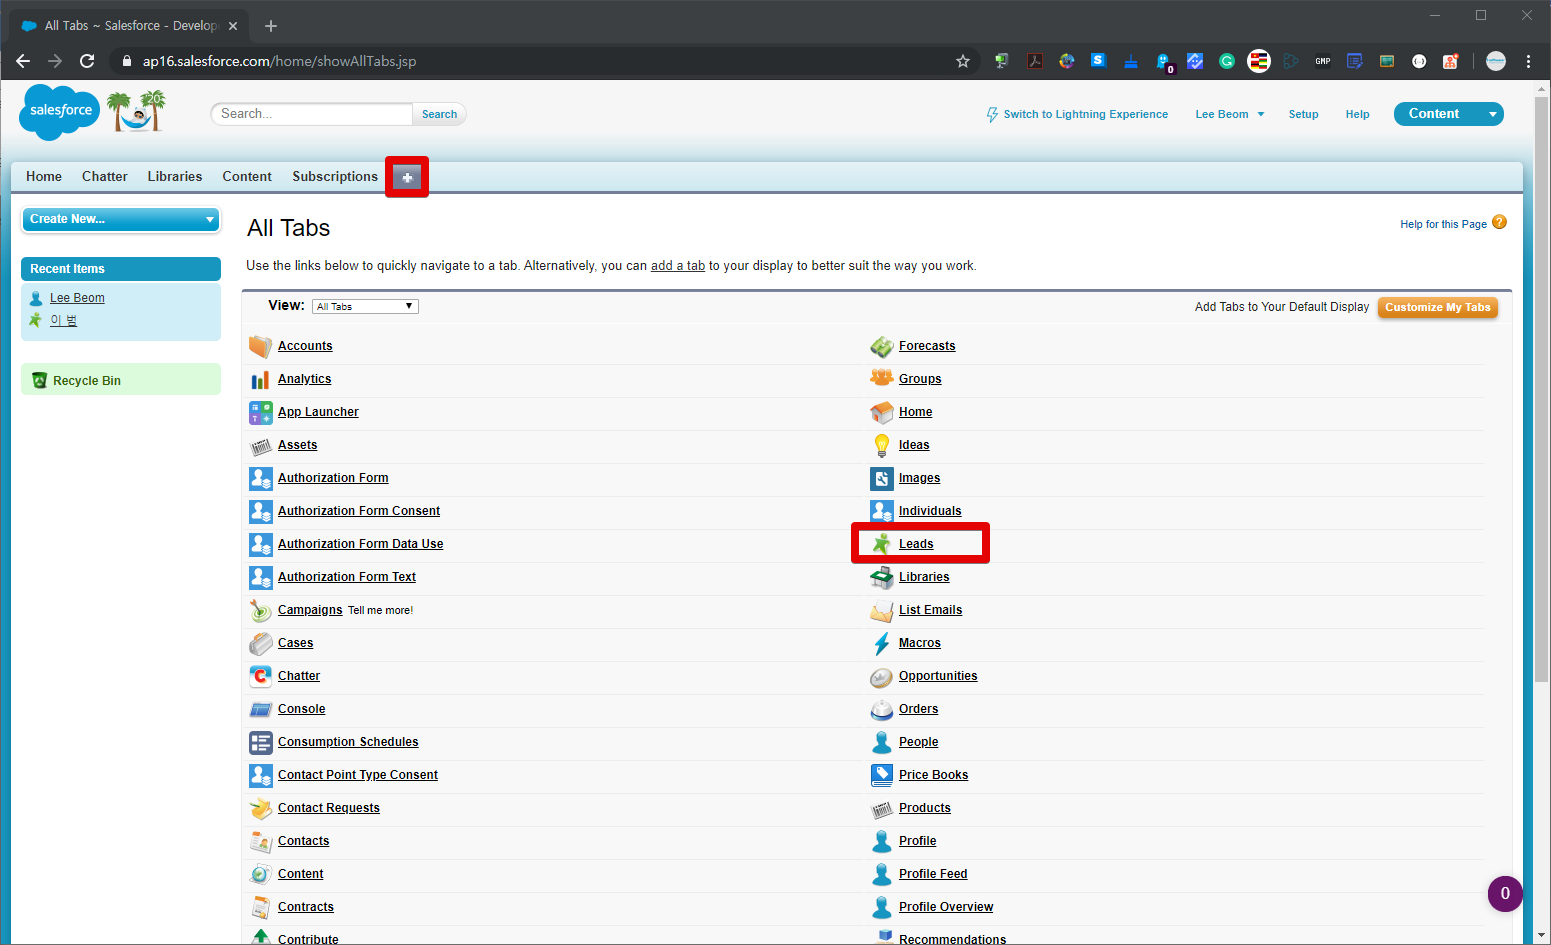 All Tabs ~ Salesforce - Develop
ap16.salesforce.com/home/showAllTabs.jsp
S
0
G
GMP
salesforce
20
Search...
Search
Switch to Lightning Experience
Lee Beom
Setup
Help
Content
Home
Chatter
Libraries
Content
Subscriptions
Create New...
Recent Items
Lee Beom
이 범
Recycle Bin
All Tabs
Help for this Page ?
Use the links below to quickly navigate to a tab. Alternatively, you can add a tab to your display to better suit the way you work.
View: All Tabs
Add Tabs to Your Default Display
Customize My Tabs
Accounts
Analytics
App Launcher
Assets
Authorization Form
Authorization Form Consent
Authorization Form Data Use
Authorization Form Text
Campaigns Tell me more!
Cases
Chatter
Console
Consumption Schedules
Contact Point Type Consent
Contact Requests
Contacts
Content
Contracts
Contribute
Forecasts
Groups
Home
Ideas
Images
Individuals
Leads
Libraries
List Emails
Macros
Opportunities
Orders
People
Price Books
Products
Profile
Profile Feed
Profile Overview
Recommendations
0